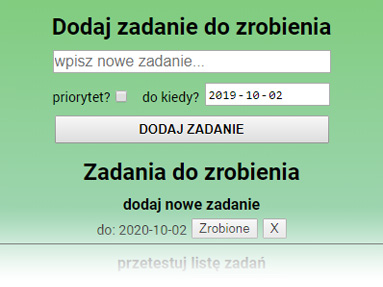 Dodaj zadanie do zrobienia
wpisz nowe zadanie...
priorytet? do kiedy? 2019-10-02
DODAJ ZADANIE
Zadania do zrobienia
dodaj nowe zadanie
do: 2020-10-02 Zrobione X
przetestuj listę zadań